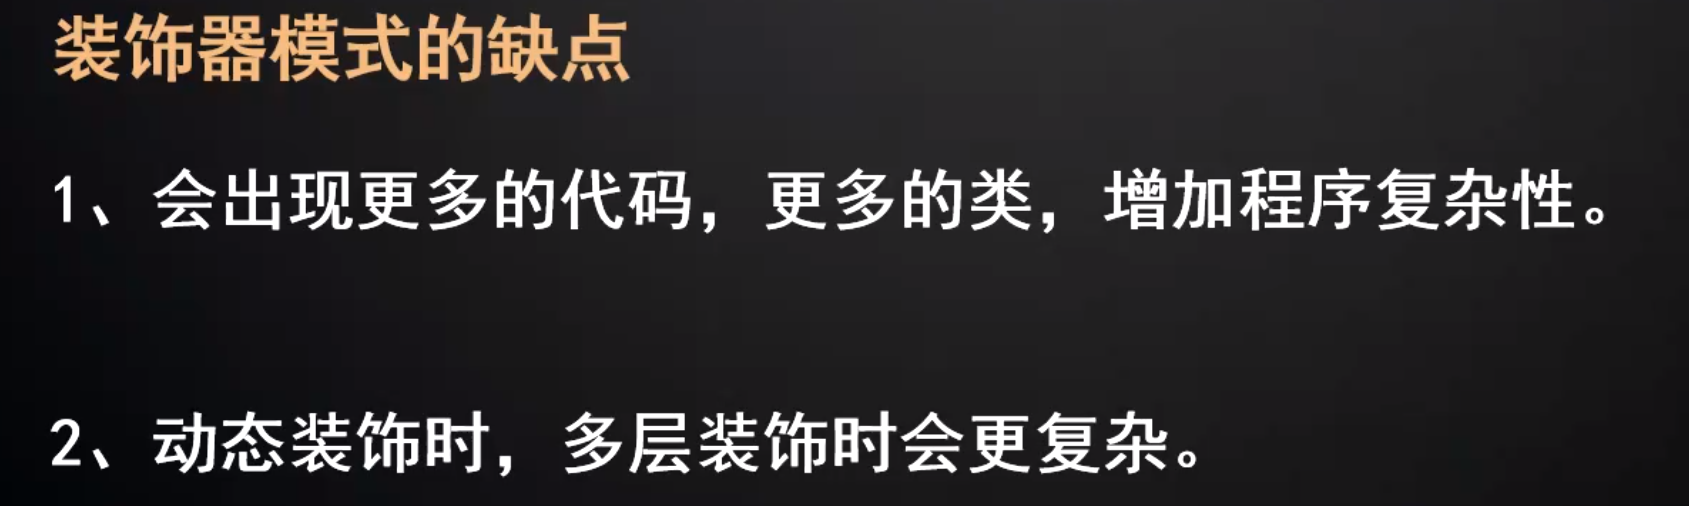 装饰器模式的缺点
1、会出现更多的代码，更多的类，增加程序复杂性。
2、动态装饰时，多层装饰时会更复杂。